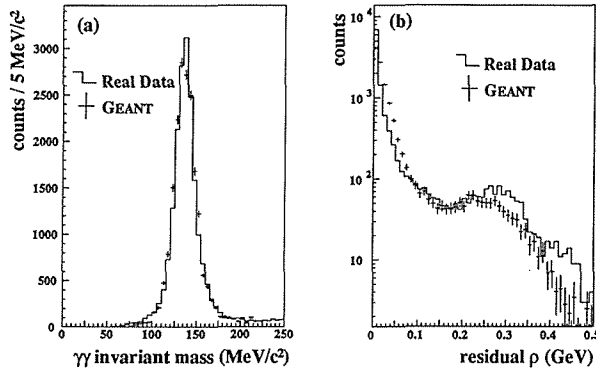 (a)
counts / 5 MeV/c²
3000
2500
2000
1500
1000
500
0
Real Data
GEANT
0
50
100
150
200
250
γγ invariant mass (MeV/c²)
(b)
counts
10⁴
10³
10²
10
Real Data
GEANT
0
0.1
0.2
0.3
0.4
0.5
residual ρ (GeV)